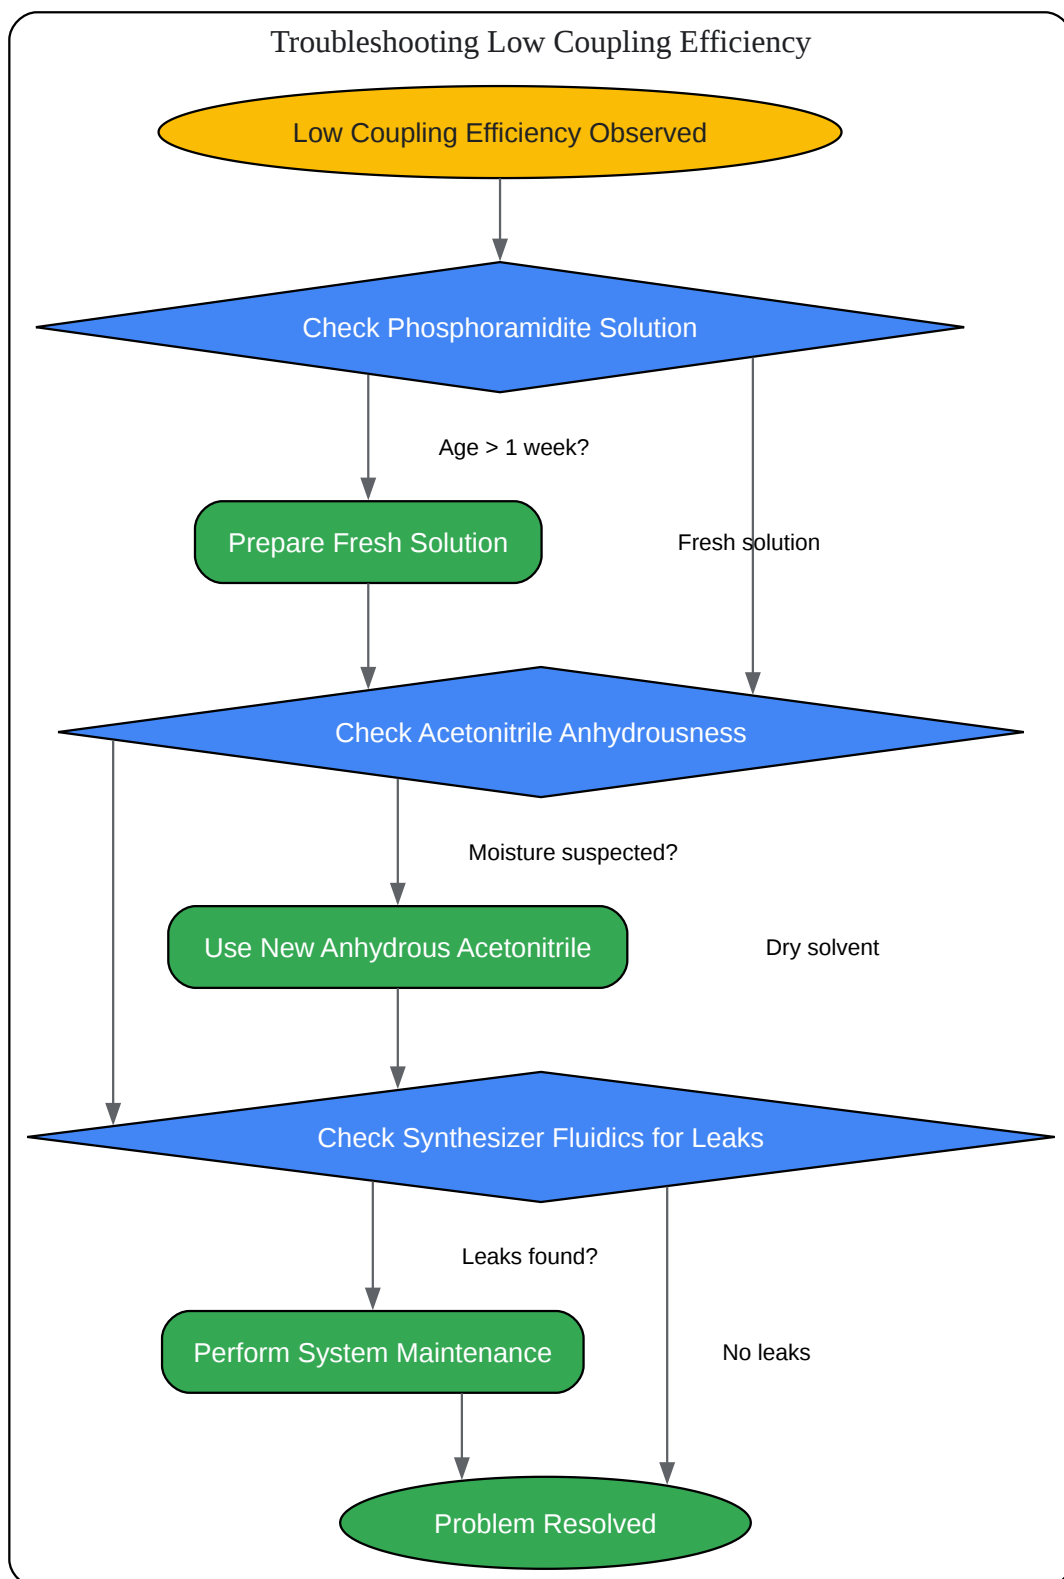 Troubleshooting Low Coupling Efficiency
Low Coupling Efficiency Observed
Check Phosphoramidite Solution
Age > 1 week?
Prepare Fresh Solution
Fresh solution
Check Acetonitrile Anhydrousness
Moisture suspected?
Use New Anhydrous Acetonitrile
Dry solvent
Check Synthesizer Fluidics for Leaks
Leaks found?
Perform System Maintenance
No leaks
Problem Resolved